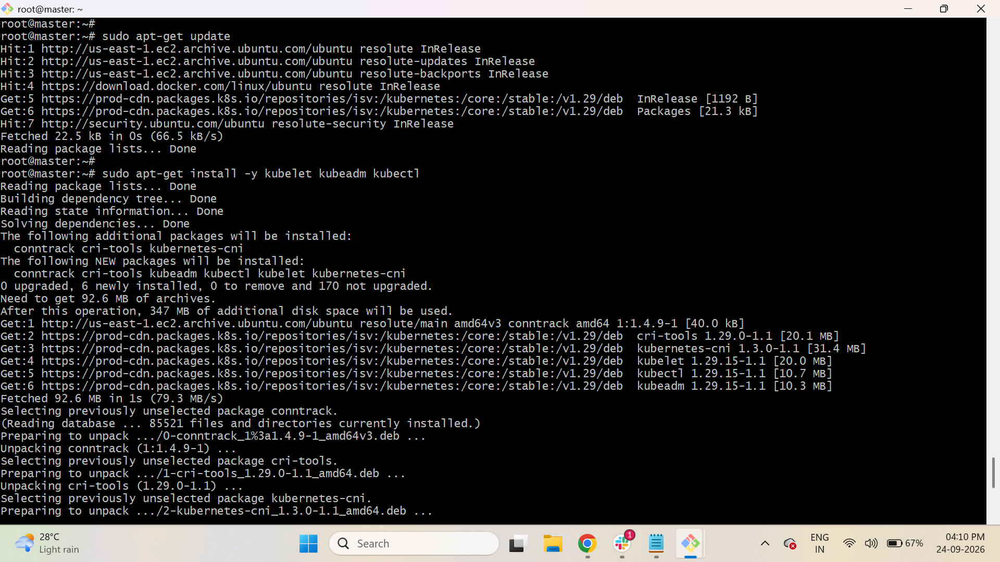 root@master: ~
root@master:~#
root@master:~# sudo apt-get update
Hit:1 http://us-east-1.ec2.archive.ubuntu.com/ubuntu resolute InRelease
Hit:2 http://us-east-1.ec2.archive.ubuntu.com/ubuntu resolute-updates InRelease
Hit:3 http://us-east-1.ec2.archive.ubuntu.com/ubuntu resolute-backports InRelease
Hit:4 https://download.docker.com/linux/ubuntu resolute InRelease
Get:5 https://prod-cdn.packages.k8s.io/repositories/isv:/kubernetes:/core:/stable:/v1.29/deb  InRelease [1192 B]
Get:6 https://prod-cdn.packages.k8s.io/repositories/isv:/kubernetes:/core:/stable:/v1.29/deb  Packages [21.3 kB]
Hit:7 http://security.ubuntu.com/ubuntu resolute-security InRelease
Fetched 22.5 kB in 0s (66.5 kB/s)
Reading package lists... Done
root@master:~#
root@master:~# sudo apt-get install -y kubelet kubeadm kubectl
Reading package lists... Done
Building dependency tree... Done
Reading state information... Done
Solving dependencies... Done
The following additional packages will be installed:
  conntrack cri-tools kubernetes-cni
The following NEW packages will be installed:
  conntrack cri-tools kubeadm kubectl kubelet kubernetes-cni
0 upgraded, 6 newly installed, 0 to remove and 170 not upgraded.
Need to get 92.6 MB of archives.
After this operation, 347 MB of additional disk space will be used.
Get:1 http://us-east-1.ec2.archive.ubuntu.com/ubuntu resolute/main amd64v3 conntrack amd64 1:1.4.9-1 [40.0 kB]
Get:2 https://prod-cdn.packages.k8s.io/repositories/isv:/kubernetes:/core:/stable:/v1.29/deb  cri-tools 1.29.0-1.1 [20.1 MB]
Get:3 https://prod-cdn.packages.k8s.io/repositories/isv:/kubernetes:/core:/stable:/v1.29/deb  kubernetes-cni 1.3.0-1.1 [31.4 MB]
Get:4 https://prod-cdn.packages.k8s.io/repositories/isv:/kubernetes:/core:/stable:/v1.29/deb  kubelet 1.29.15-1.1 [20.0 MB]
Get:5 https://prod-cdn.packages.k8s.io/repositories/isv:/kubernetes:/core:/stable:/v1.29/deb  kubectl 1.29.15-1.1 [10.7 MB]
Get:6 https://prod-cdn.packages.k8s.io/repositories/isv:/kubernetes:/core:/stable:/v1.29/deb  kubeadm 1.29.15-1.1 [10.3 MB]
Fetched 92.6 MB in 1s (79.3 MB/s)
Selecting previously unselected package conntrack.
(Reading database ... 85521 files and directories currently installed.)
Preparing to unpack .../0-conntrack_1%3a1.4.9-1_amd64v3.deb ...
Unpacking conntrack (1:1.4.9-1) ...
Selecting previously unselected package cri-tools.
Preparing to unpack .../1-cri-tools_1.29.0-1.1_amd64.deb ...
Unpacking cri-tools (1.29.0-1.1) ...
Selecting previously unselected package kubernetes-cni.
Preparing to unpack .../2-kubernetes-cni_1.3.0-1.1_amd64.deb ...
28°C
Light rain
Search
1
ENG
IN
67%
04:10 PM
24-09-2026